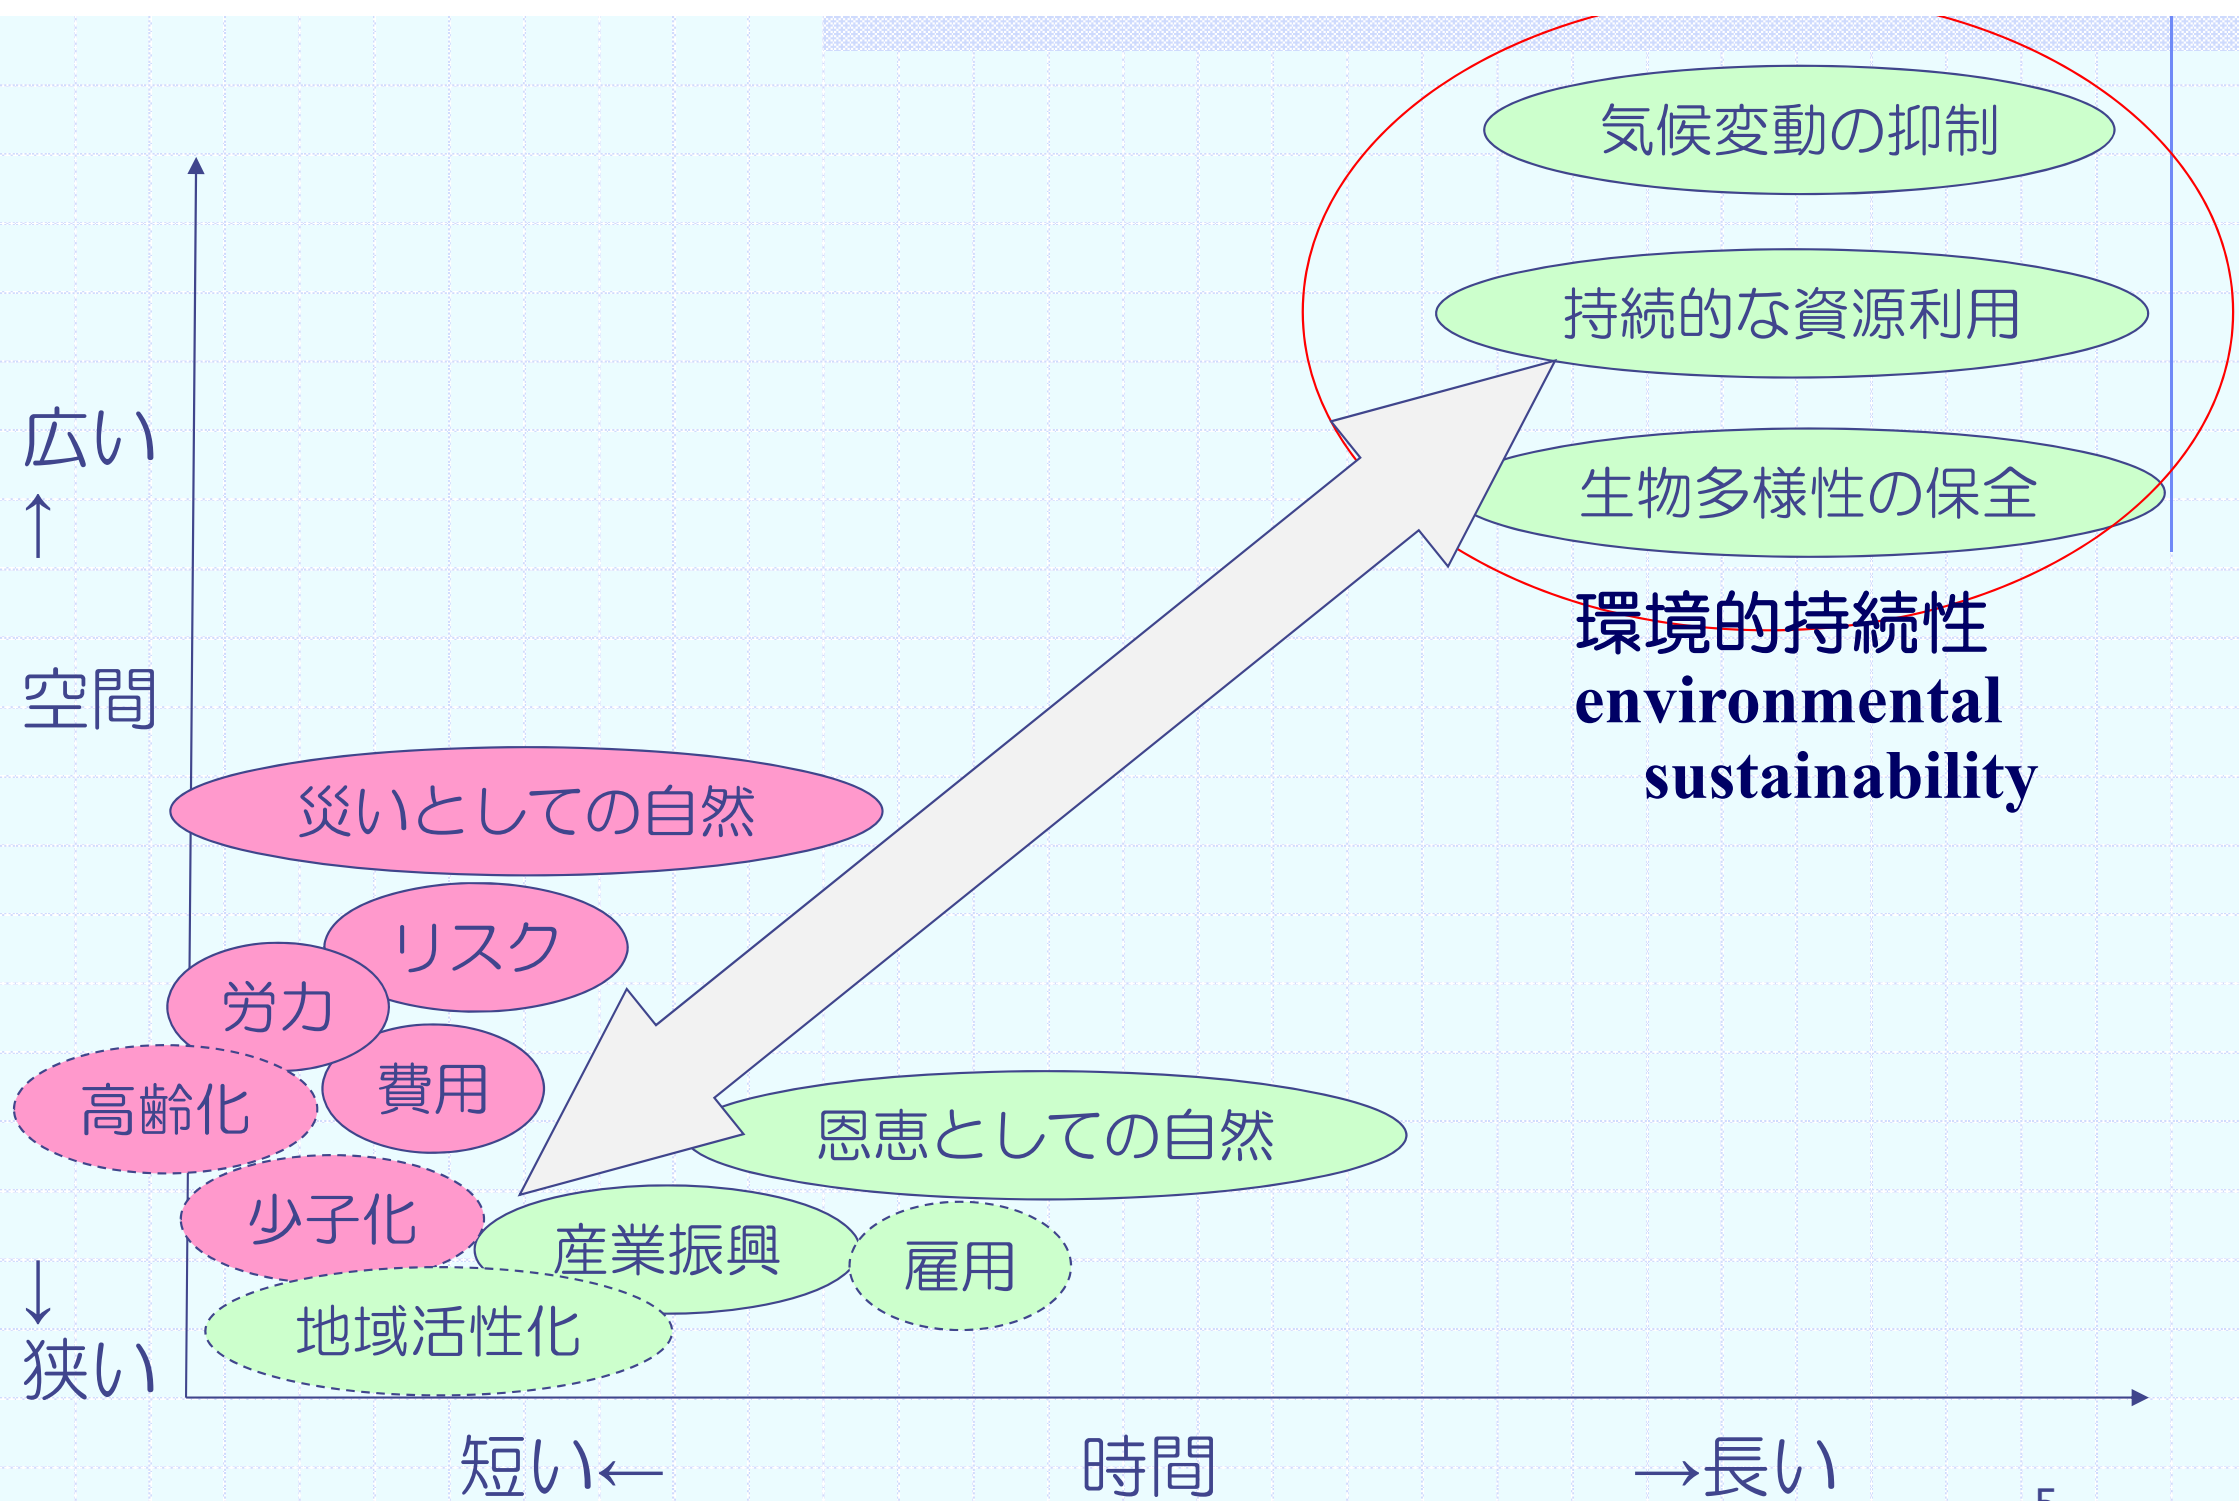 気候変動の抑制
持続的な資源利用
広い
↑
生物多様性の保全
環境的持続性
environmental
sustainability
空間
災いとしての自然
リスク
労力
費用
高齢化
恩恵としての自然
少子化
産業振興
雇用
地域活性化
↓
狭い
短い←
時間
→長い